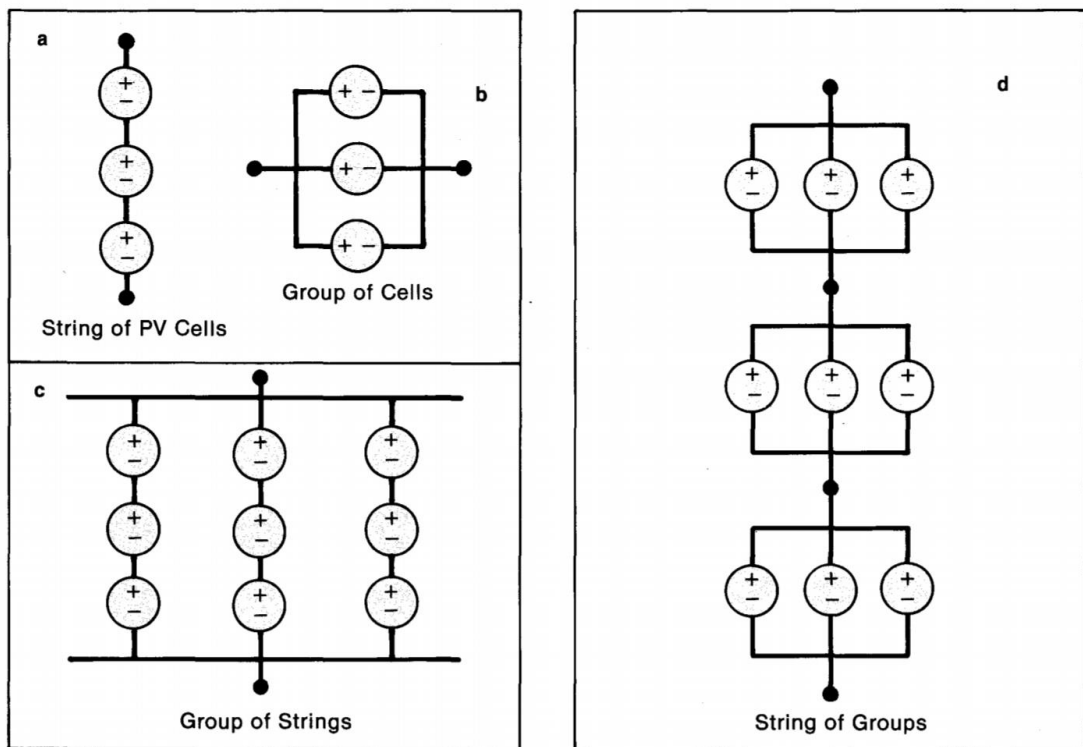 a
String of PV Cells
b
Group of Cells
c
Group of Strings
d
String of Groups